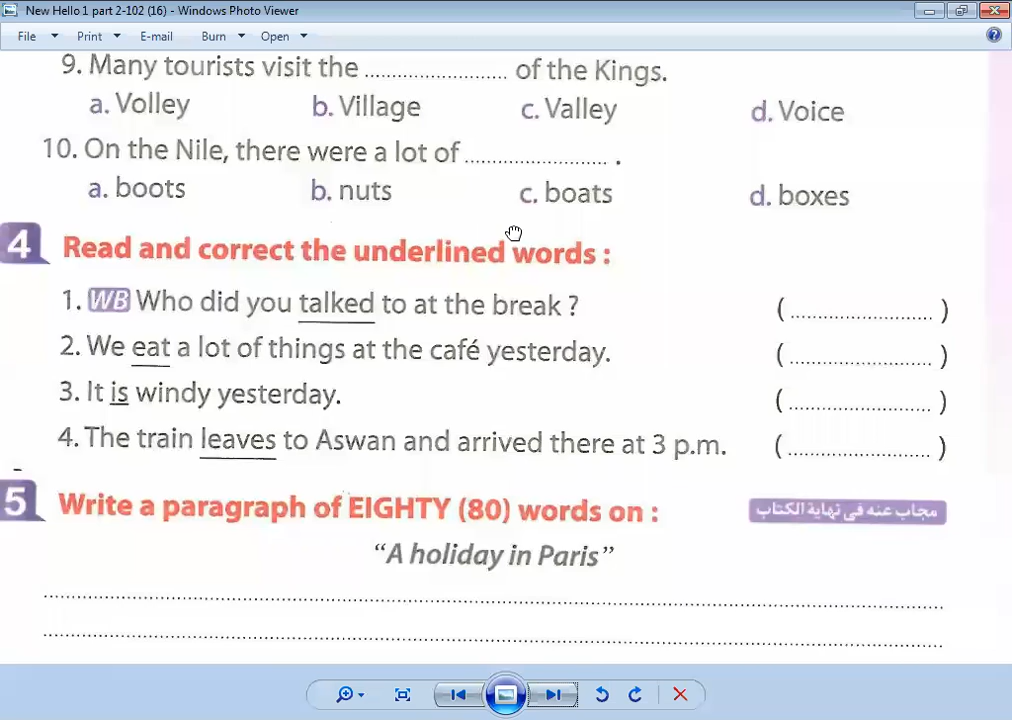 New Hello 1 part 2-102 (16) - Windows Photo Viewer
File Print E-mail Burn Open
9. Many tourists visit the ........................ of the Kings.
a. Volley b. Village c. Valley d. Voice
10. On the Nile, there were a lot of ........................ .
a. boots b. nuts c. boats d. boxes
4 Read and correct the underlined words :
1. WB Who did you talked to at the break ? (........................)
2. We eat a lot of things at the café yesterday. (........................)
3. It is windy yesterday. (........................)
4. The train leaves to Aswan and arrived there at 3 p.m. (........................)
5 Write a paragraph of EIGHTY (80) words on : مجاب عنه فى نهاية الكتاب
“A holiday in Paris”